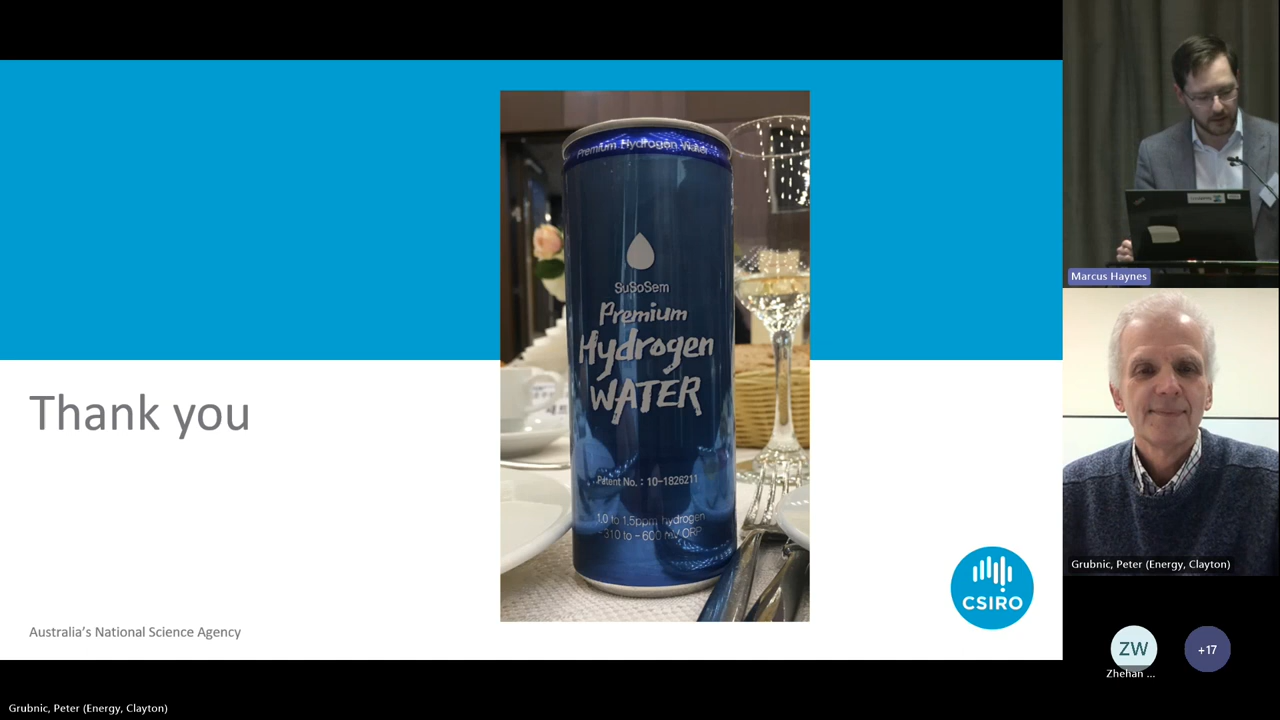 Premium Hydrogen Water
SuSoSem
Premium
Hydrogen
WATER
Patent No. : 10-1826211
1.0 to 1.5ppm hydrogen
-310 to - 600 mV ORP
Thank you
Australia's National Science Agency
CSIRO
Marcus Haynes
Grubnic, Peter (Energy, Clayton)
ZW
+17
Zhehan ...
Grubnic, Peter (Energy, Clayton)